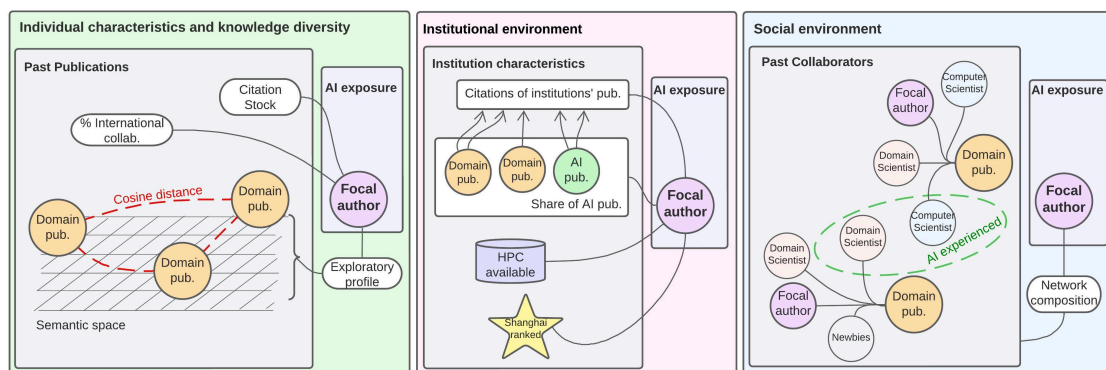 Individual characteristics and knowledge diversity
Past Publications
Citation
Stock
AI exposure
% International
collab.
Focal
author
Cosine distance
Domain
pub.
Domain
pub.
Domain
pub.
Exploratory
profile
Semantic space
Institutional environment
Institution characteristics
Citations of institutions' pub.
AI exposure
Domain
pub.
Domain
pub.
AI
pub.
Share of AI pub.
Focal
author
HPC
available
Shanghai
ranked
Social environment
Past Collaborators
Computer
Scientist
Focal
author
AI exposure
Domain
Scientist
Domain
pub.
Focal
author
Computer
Scientist
Domain
Scientist
AI experienced
Domain
Scientist
Focal
author
Domain
pub.
Network
composition
Newbies